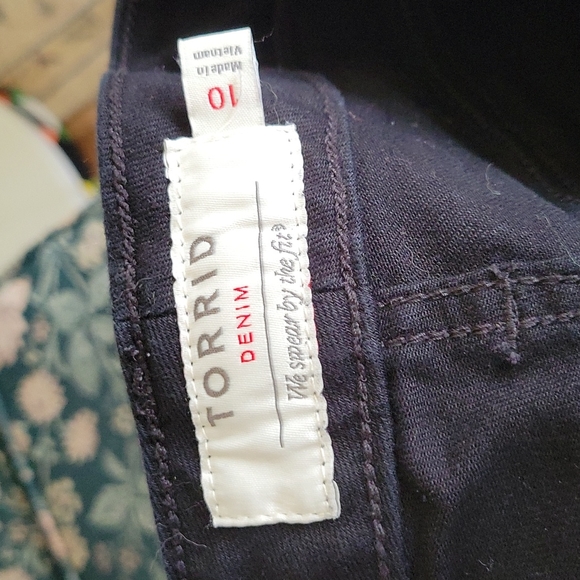 TORRID
DENIM
We swear by the fit®
10
Made in
Vietnam